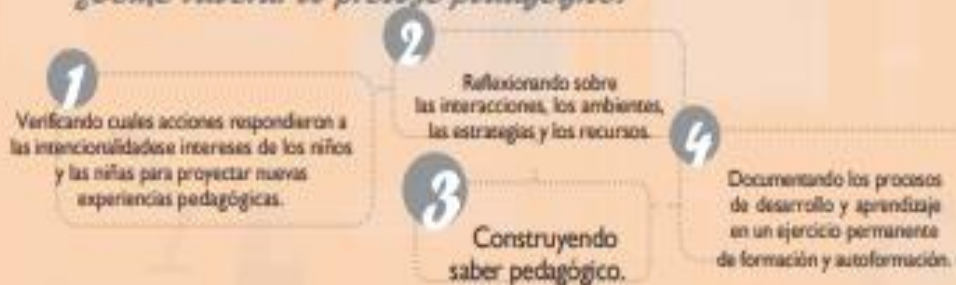 proceso pedagógico?
1
Verificando cuales acciones respondieron a
las intencionalidadese intereses de los niños
y las niñas para proyectar nuevas
experiencias pedagógicas.
2
Reflexionando sobre
las interacciones, los ambientes,
las estrategias y los recursos.
3
Construyendo
saber pedagógico.
4
Documentando los procesos
de desarrollo y aprendizaje
en un ejercicio permanente
de formación y autoformación.